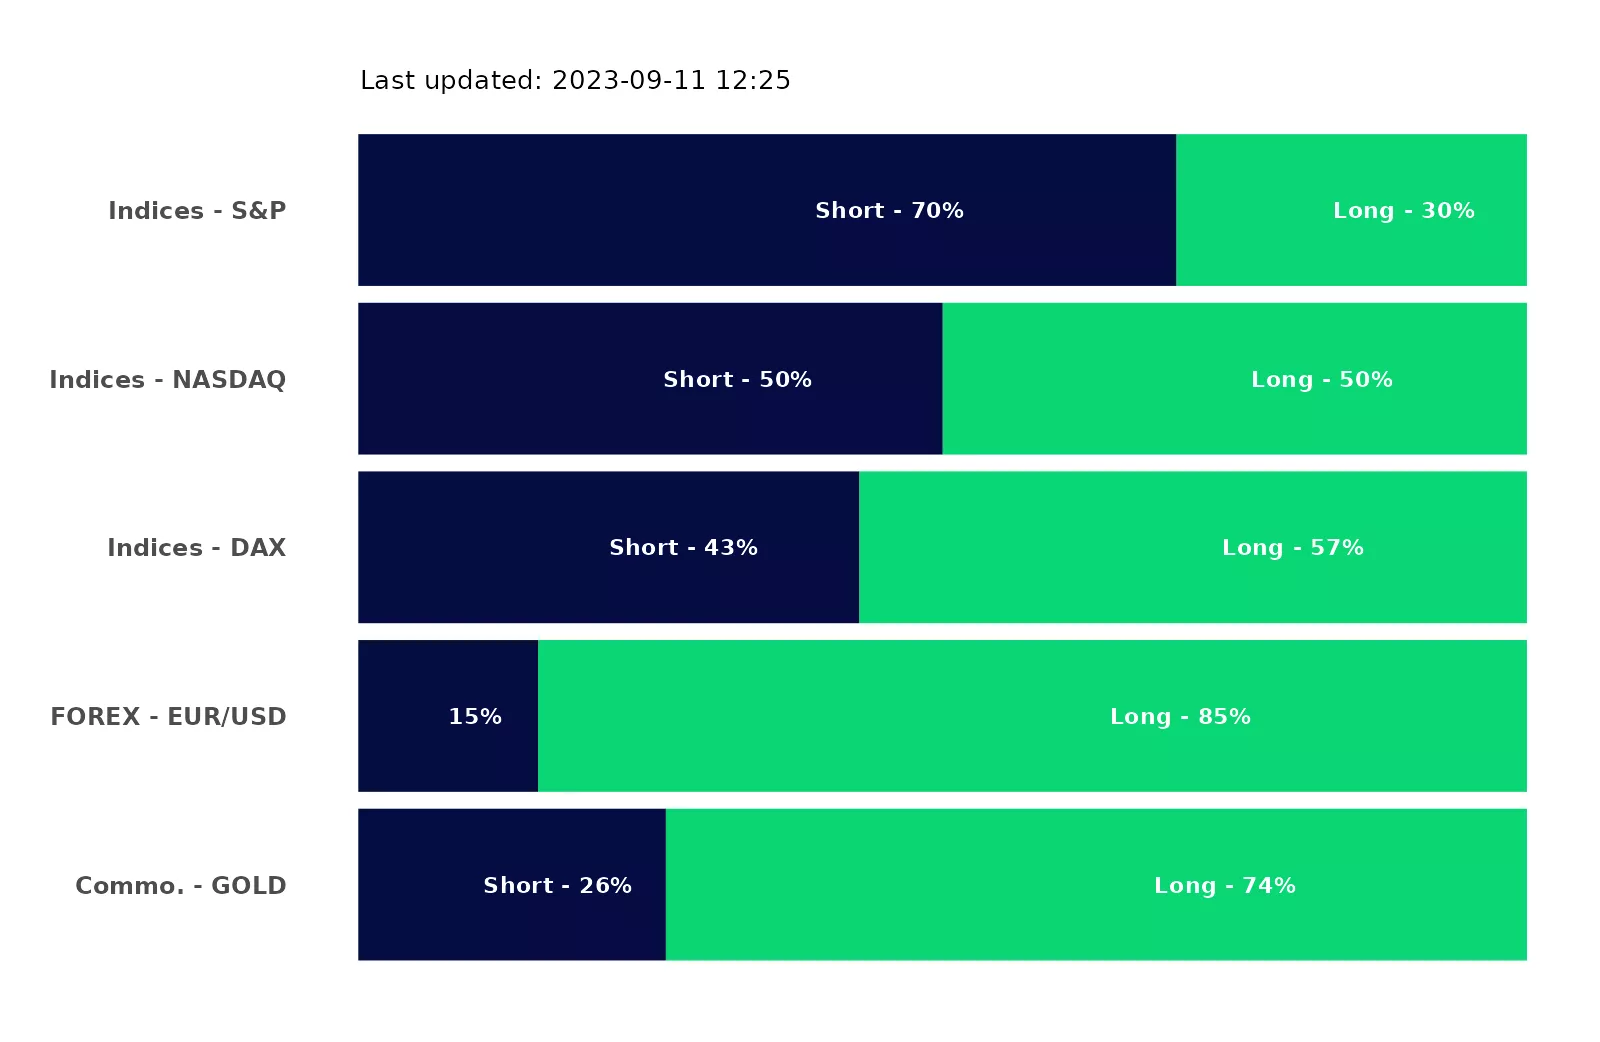 Last updated: 2023-09-11 12:25
Indices - S&P
Short - 70%
Long - 30%
Indices - NASDAQ
Short - 50%
Long - 50%
Indices - DAX
Short - 43%
Long - 57%
FOREX - EUR/USD
15%
Long - 85%
Commo. - GOLD
Short - 26%
Long - 74%